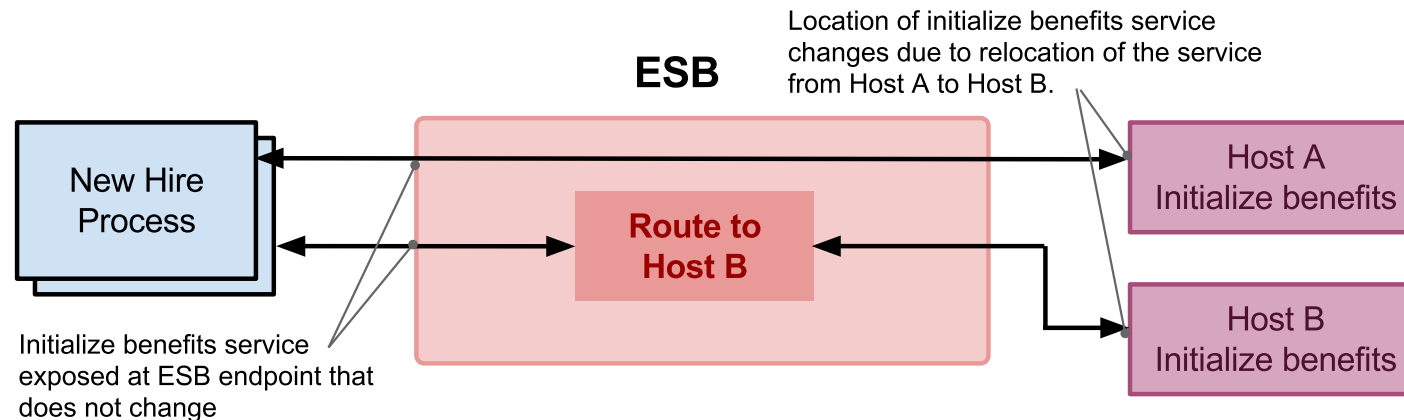 Location of initialize benefits service
changes due to relocation of the service
from Host A to Host B.
ESB
New Hire
Process
Route to
Host B
Host A
Initialize benefits
Host B
Initialize benefits
Initialize benefits service
exposed at ESB endpoint that
does not change